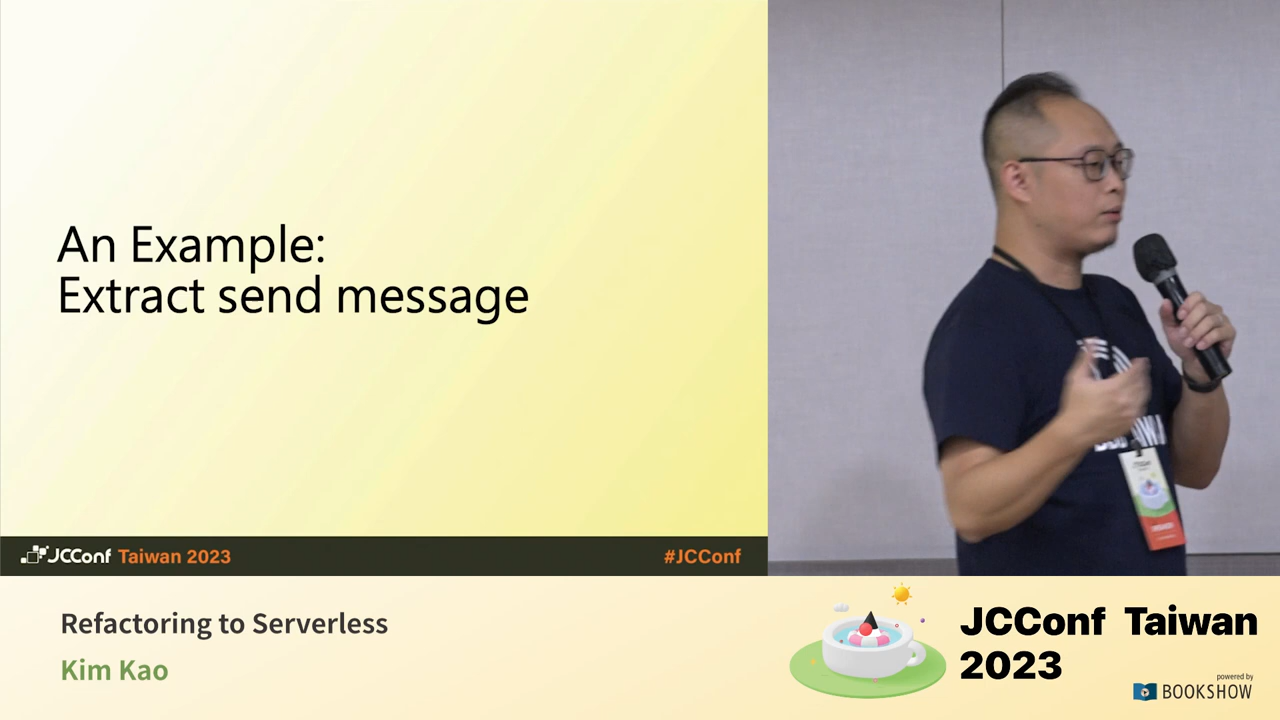 An Example:
Extract send message
JCConf Taiwan 2023
#JCConf
Refactoring to Serverless
Kim Kao
JCConf Taiwan
2023
powered by
BOOKSHOW